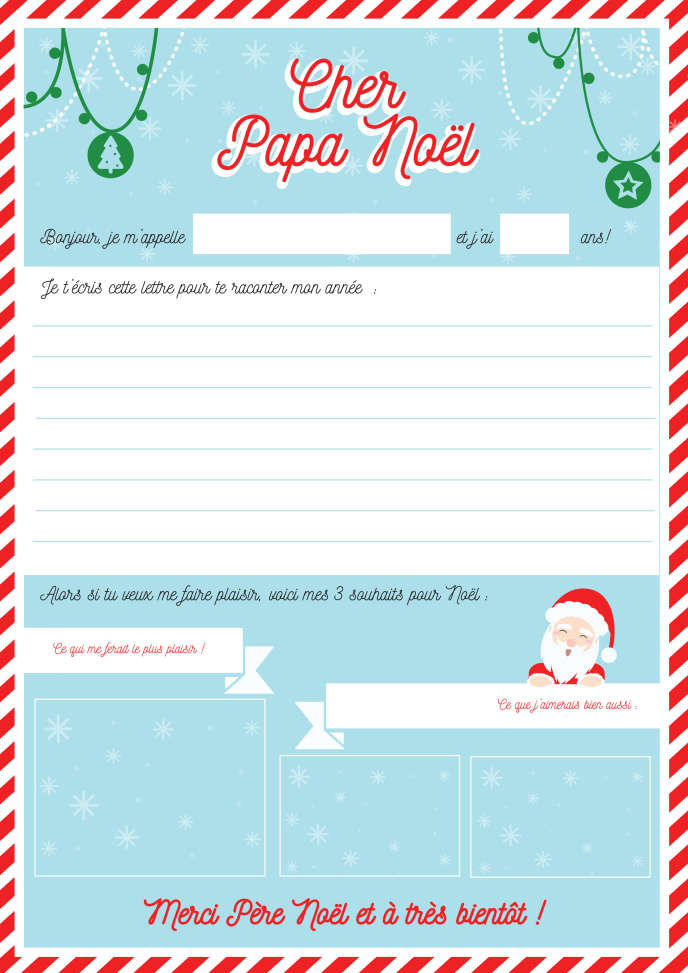 Cher
Papa Noël
Bonjour, je m'appelle et j'ai ans!
Je t'écris cette lettre pour te raconter mon année :
Alors si tu veux me faire plaisir, voici mes 3 souhaits pour Noël :
Ce qui me ferait le plus plaisir !
Ce que j'aimerais bien aussi :
Merci Père Noël et à très bientôt !